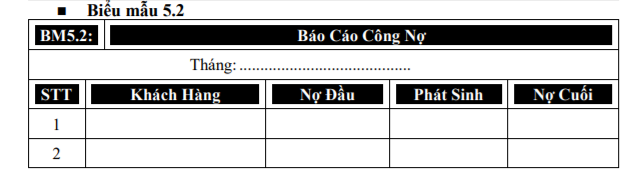 ▪ Biểu mẫu 5.2
BM5.2: Báo Cáo Công Nợ
Tháng: .........................................
STT Khách Hàng Nợ Đầu Phát Sinh Nợ Cuối
1
2